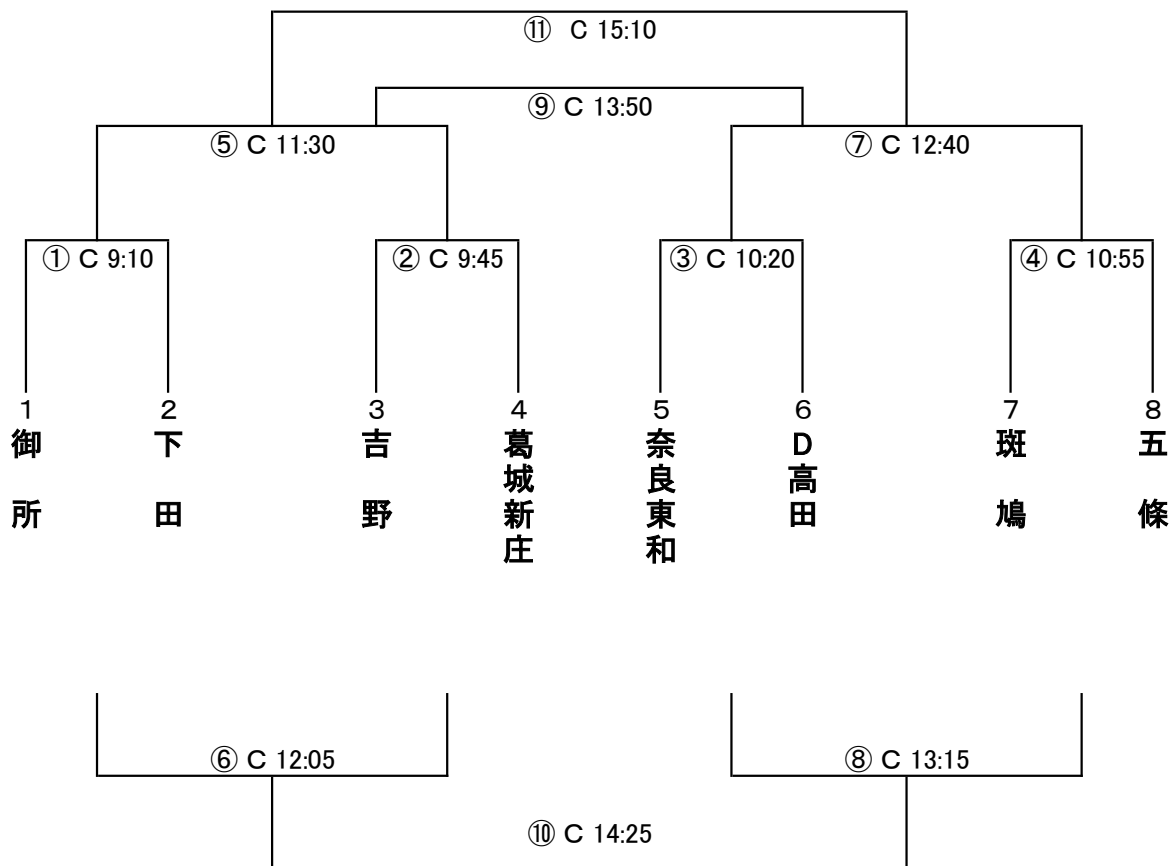 ⑪ C 15:10
⑨ C 13:50
⑤ C 11:30
⑦ C 12:40
① C 9:10
② C 9:45
③ C 10:20
④ C 10:55
1 2 3 4 5 6 7 8
御所
下田
吉野
葛城新庄
奈良東和
D高田
斑鳩
五條
⑥ C 12:05
⑧ C 13:15
⑩ C 14:25